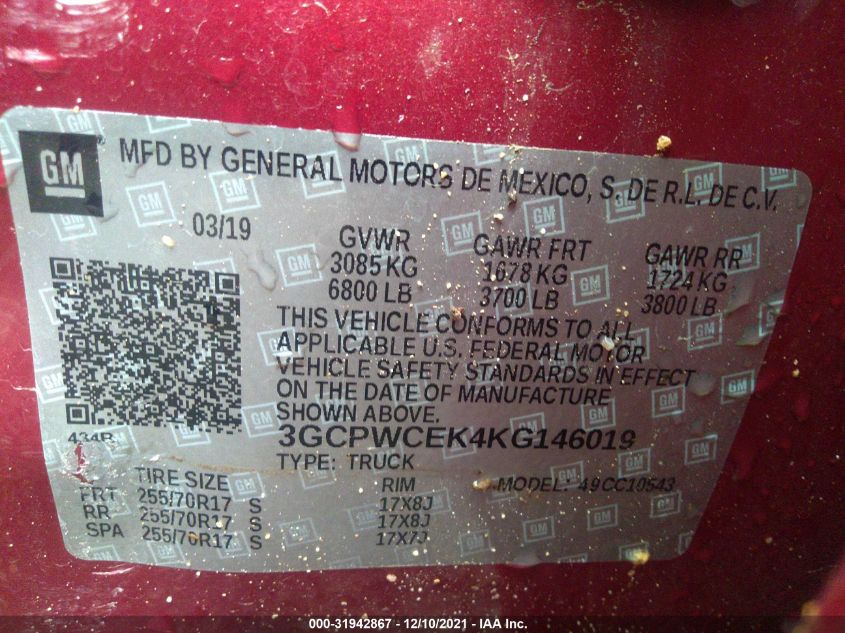 GM MFD BY GENERAL MOTORS DE MEXICO, S. DE R.L. DE C.V.
03/19 GVWR GAWR FRT GAWR RR
3085 KG 1678 KG 1724 KG
6800 LB 3700 LB 3800 LB
THIS VEHICLE CONFORMS TO ALL
APPLICABLE U.S. FEDERAL MOTOR
VEHICLE SAFETY STANDARDS IN EFFECT
ON THE DATE OF MANUFACTURE
SHOWN ABOVE.
434B 3GCPWCEK4KG146019
TYPE: TRUCK
TIRE SIZE RIM MODEL: 49CC10543
FRT 255/70R17 S 17X8J
RR 255/70R17 S 17X8J
SPA 255/70R17 S 17X7J
000-31942867 - 12/10/2021 - IAA Inc.